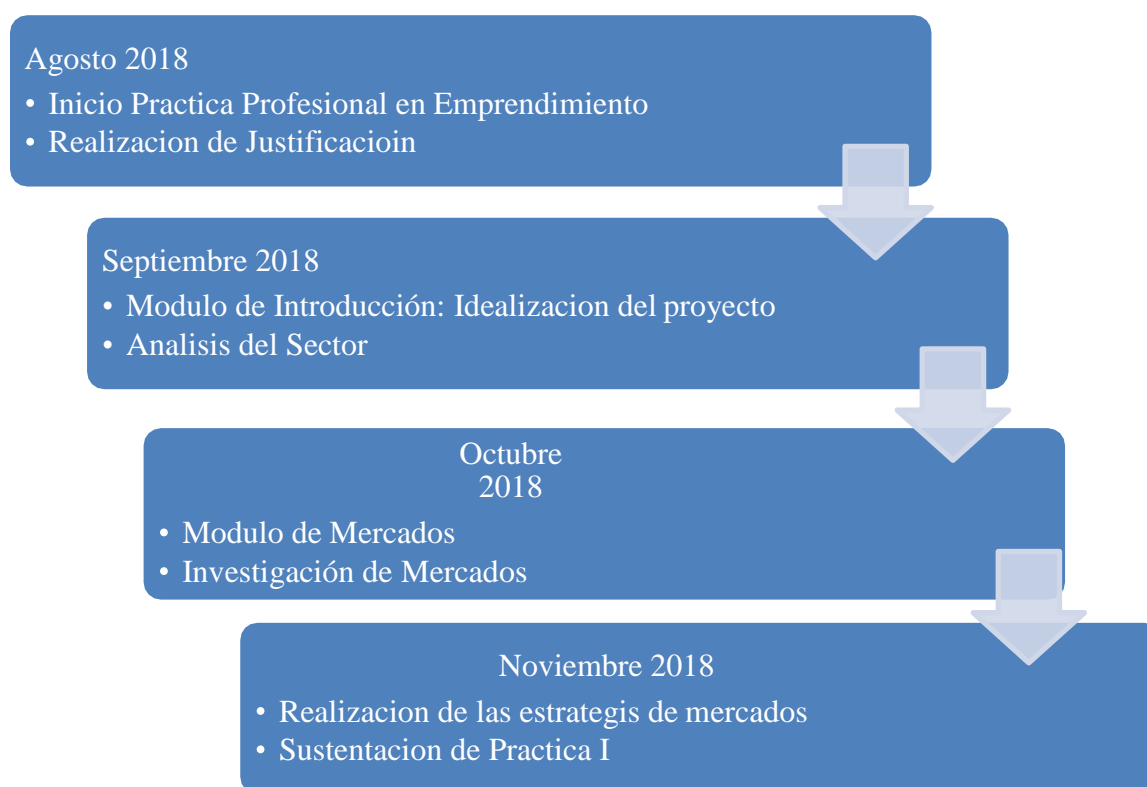 Agosto 2018
• Inicio Practica Profesional en Emprendimiento
• Realizacion de Justificacioin
Septiembre 2018
• Modulo de Introducción: Idealizacion del proyecto
• Analisis del Sector
Octubre
2018
• Modulo de Mercados
• Investigación de Mercados
Noviembre 2018
• Realizacion de las estrategis de mercados
• Sustentacion de Practica I